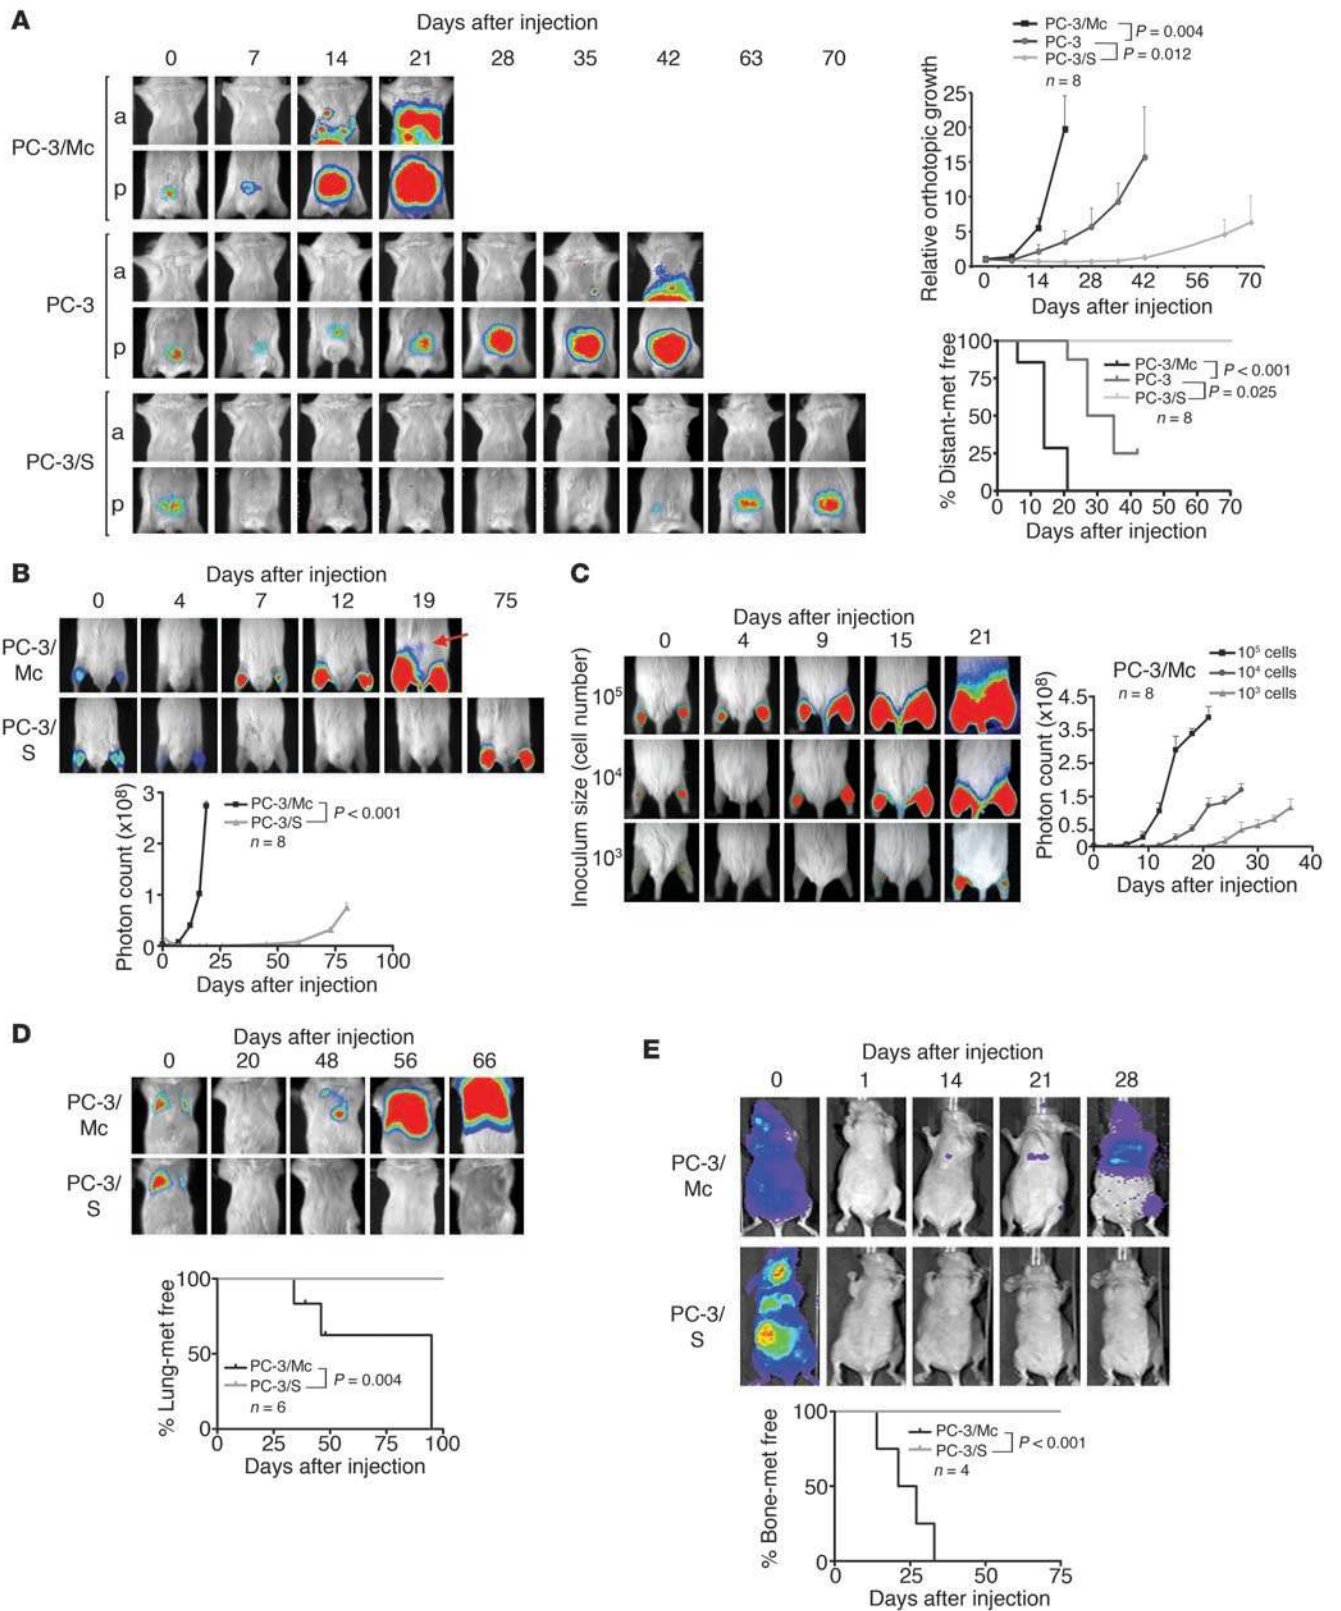 A
Days after injection
0 7 14 21 28 35 42 63 70
PC-3/Mc
a
p
PC-3
a
p
PC-3/S
a
p
PC-3/Mc
PC-3
PC-3/S
P = 0.004
P = 0.012
n = 8
Relative orthotopic growth
25
20
15
10
5
0
0 14 28 42 56 70
Days after injection
% Distant-met free
100
75
50
25
0
PC-3/Mc
PC-3
PC-3/S
P < 0.001
P = 0.025
n = 8
0 10 20 30 40 50 60 70
Days after injection
B
Days after injection
0 4 7 12 19 75
PC-3/
Mc
PC-3/
S
Photon count (x10⁸)
3
2
1
0
PC-3/Mc
PC-3/S
P < 0.001
n = 8
0 25 50 75 100
Days after injection
C
Days after injection
0 4 9 15 21
Inoculum size (cell number)
10⁵
10⁴
10³
PC-3/Mc
n = 8
10⁵ cells
10⁴ cells
10³ cells
Photon count (x10⁸)
4.5
3.5
2.5
1.5
0.5
0
0 10 20 30 40
Days after injection
D
Days after injection
0 20 48 56 66
PC-3/
Mc
PC-3/
S
% Lung-met free
100
50
0
PC-3/Mc
PC-3/S
P = 0.004
n = 6
0 25 50 75 100
Days after injection
E
Days after injection
0 1 14 21 28
PC-3/
Mc
PC-3/
S
% Bone-met free
100
50
0
PC-3/Mc
PC-3/S
P < 0.001
n = 4
0 25 50 75
Days after injection